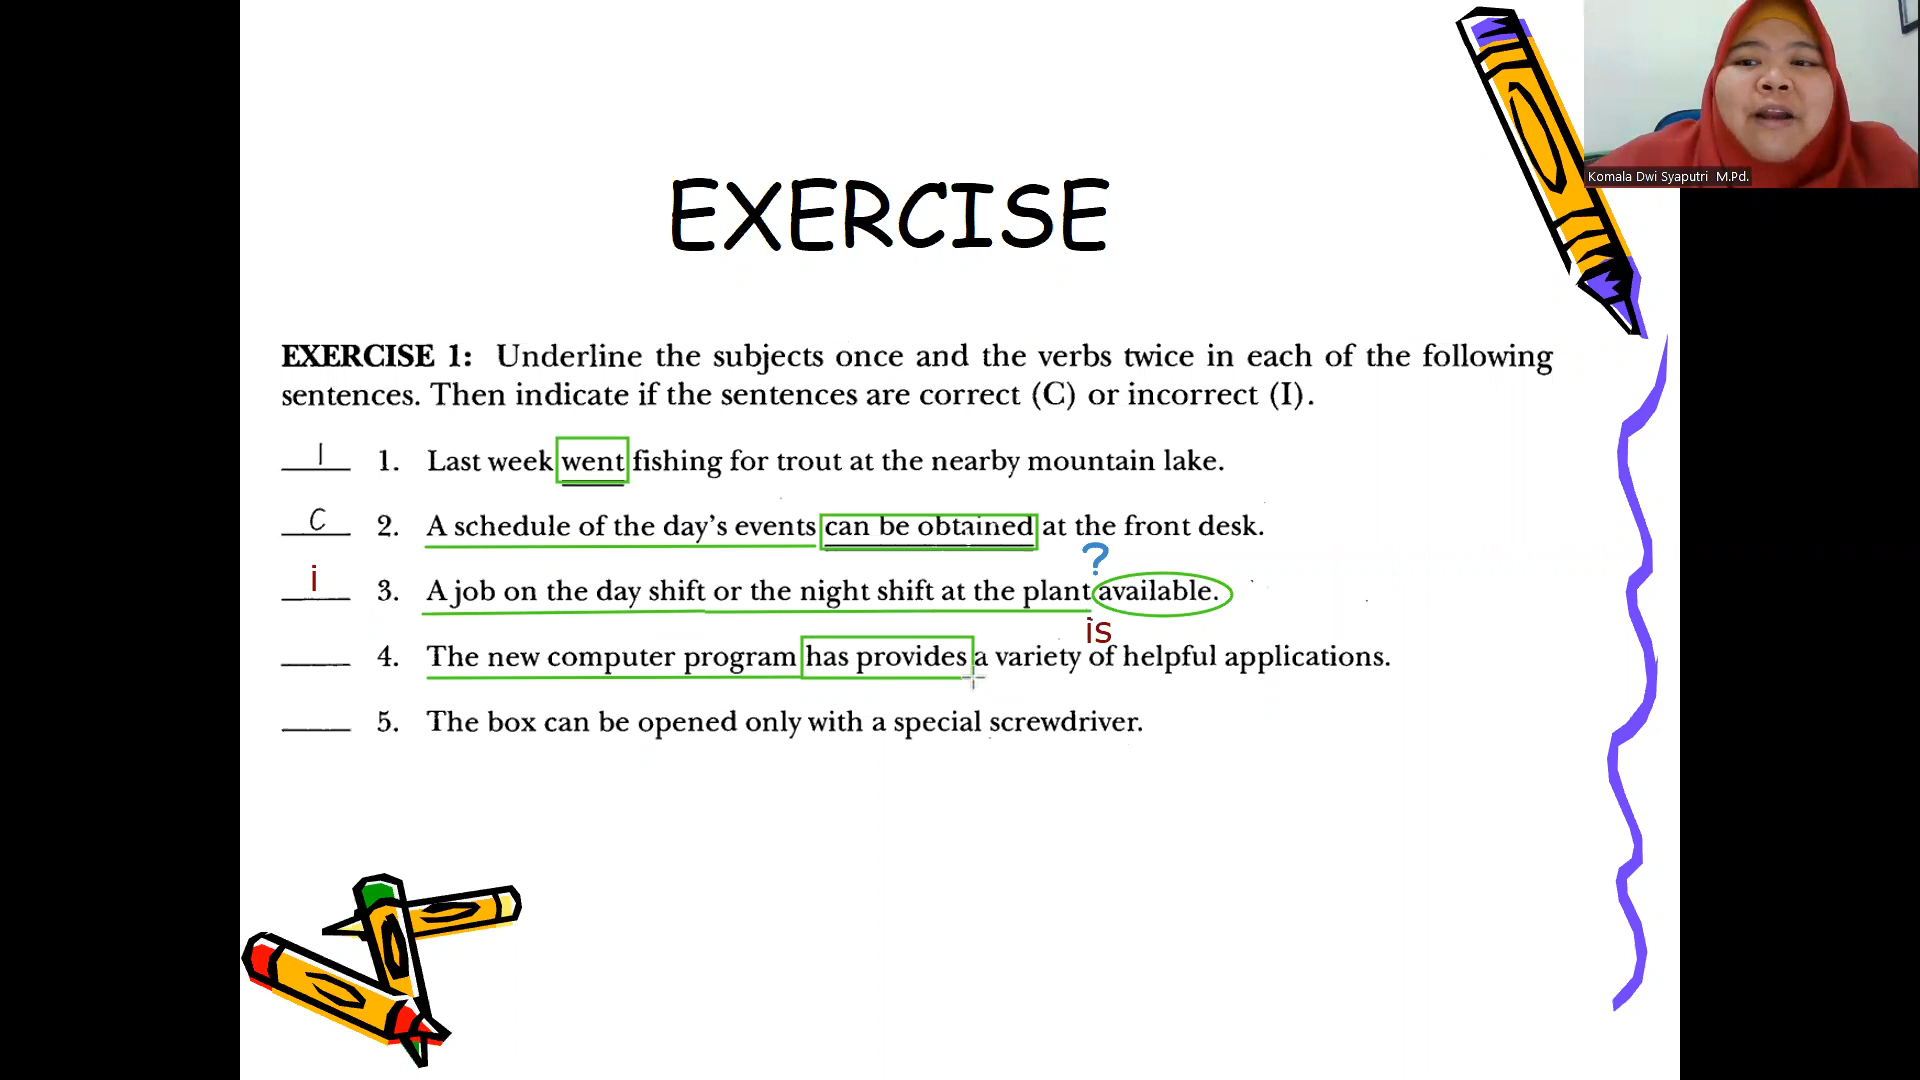 Komala Dwi Syaputri M.Pd.
EXERCISE
EXERCISE 1: Underline the subjects once and the verbs twice in each of the following
sentences. Then indicate if the sentences are correct (C) or incorrect (I).
I 1. Last week went fishing for trout at the nearby mountain lake.
C 2. A schedule of the day's events can be obtained at the front desk.
?
i 3. A job on the day shift or the night shift at the plant available.
is
4. The new computer program has provides a variety of helpful applications.
5. The box can be opened only with a special screwdriver.